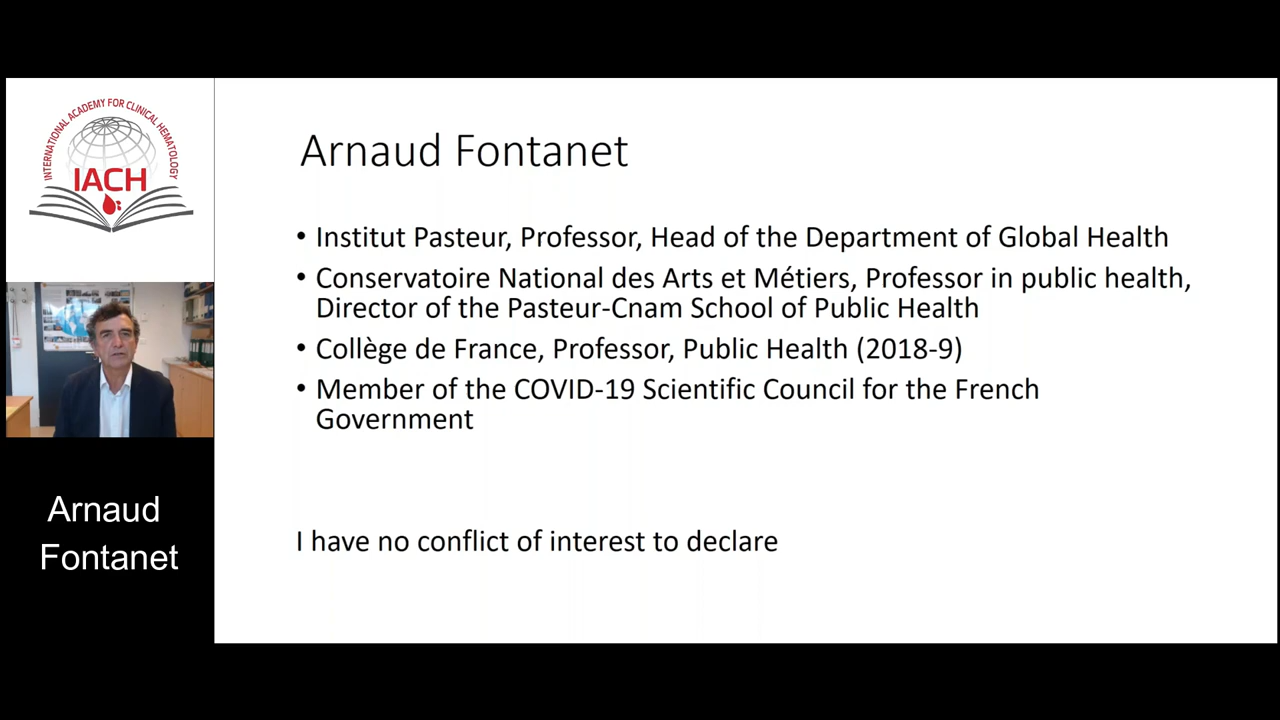 INTERNATIONAL ACADEMY FOR CLINICAL HEMATOLOGY
IACH
Arnaud
Fontanet
Arnaud Fontanet
• Institut Pasteur, Professor, Head of the Department of Global Health
• Conservatoire National des Arts et Métiers, Professor in public health,
Director of the Pasteur-Cnam School of Public Health
• Collège de France, Professor, Public Health (2018-9)
• Member of the COVID-19 Scientific Council for the French
Government
I have no conflict of interest to declare